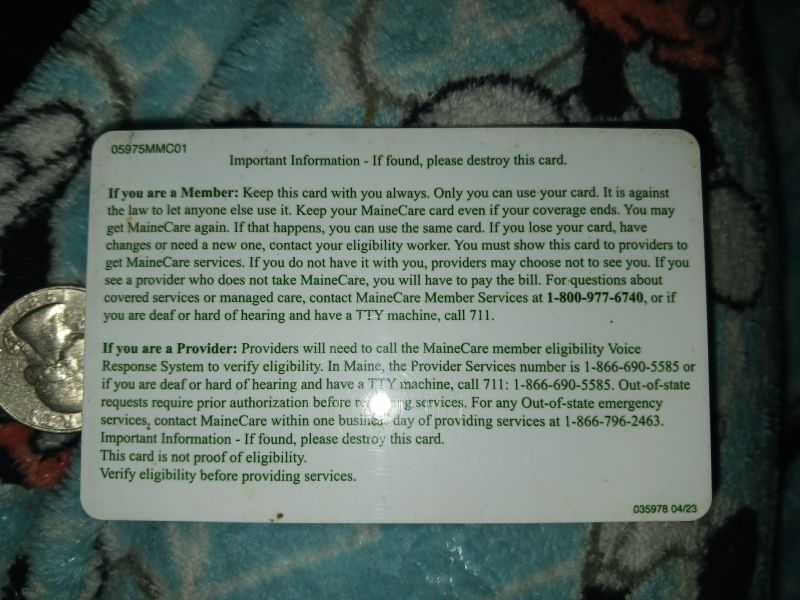 05975MMC01
Important Information - If found, please destroy this card.
If you are a Member: Keep this card with you always. Only you can use your card. It is against
the law to let anyone else use it. Keep your MaineCare card even if your coverage ends. You may
get MaineCare again. If that happens, you can use the same card. If you lose your card, have
changes or need a new one, contact your eligibility worker. You must show this card to providers to
get MaineCare services. If you do not have it with you, providers may choose not to see you. If you
see a provider who does not take MaineCare, you will have to pay the bill. For questions about
covered services or managed care, contact MaineCare Member Services at 1-800-977-6740, or if
you are deaf or hard of hearing and have a TTY machine, call 711.
If you are a Provider: Providers will need to call the MaineCare member eligibility Voice
Response System to verify eligibility. In Maine, the Provider Services number is 1-866-690-5585 or
if you are deaf or hard of hearing and have a TTY machine, call 711: 1-866-690-5585. Out-of-state
requests require prior authorization before services. For any Out-of-state emergency
services, contact MaineCare within one business day of providing services at 1-866-796-2463.
Important Information - If found, please destroy this card.
This card is not proof of eligibility.
Verify eligibility before providing services.
035978 04/23